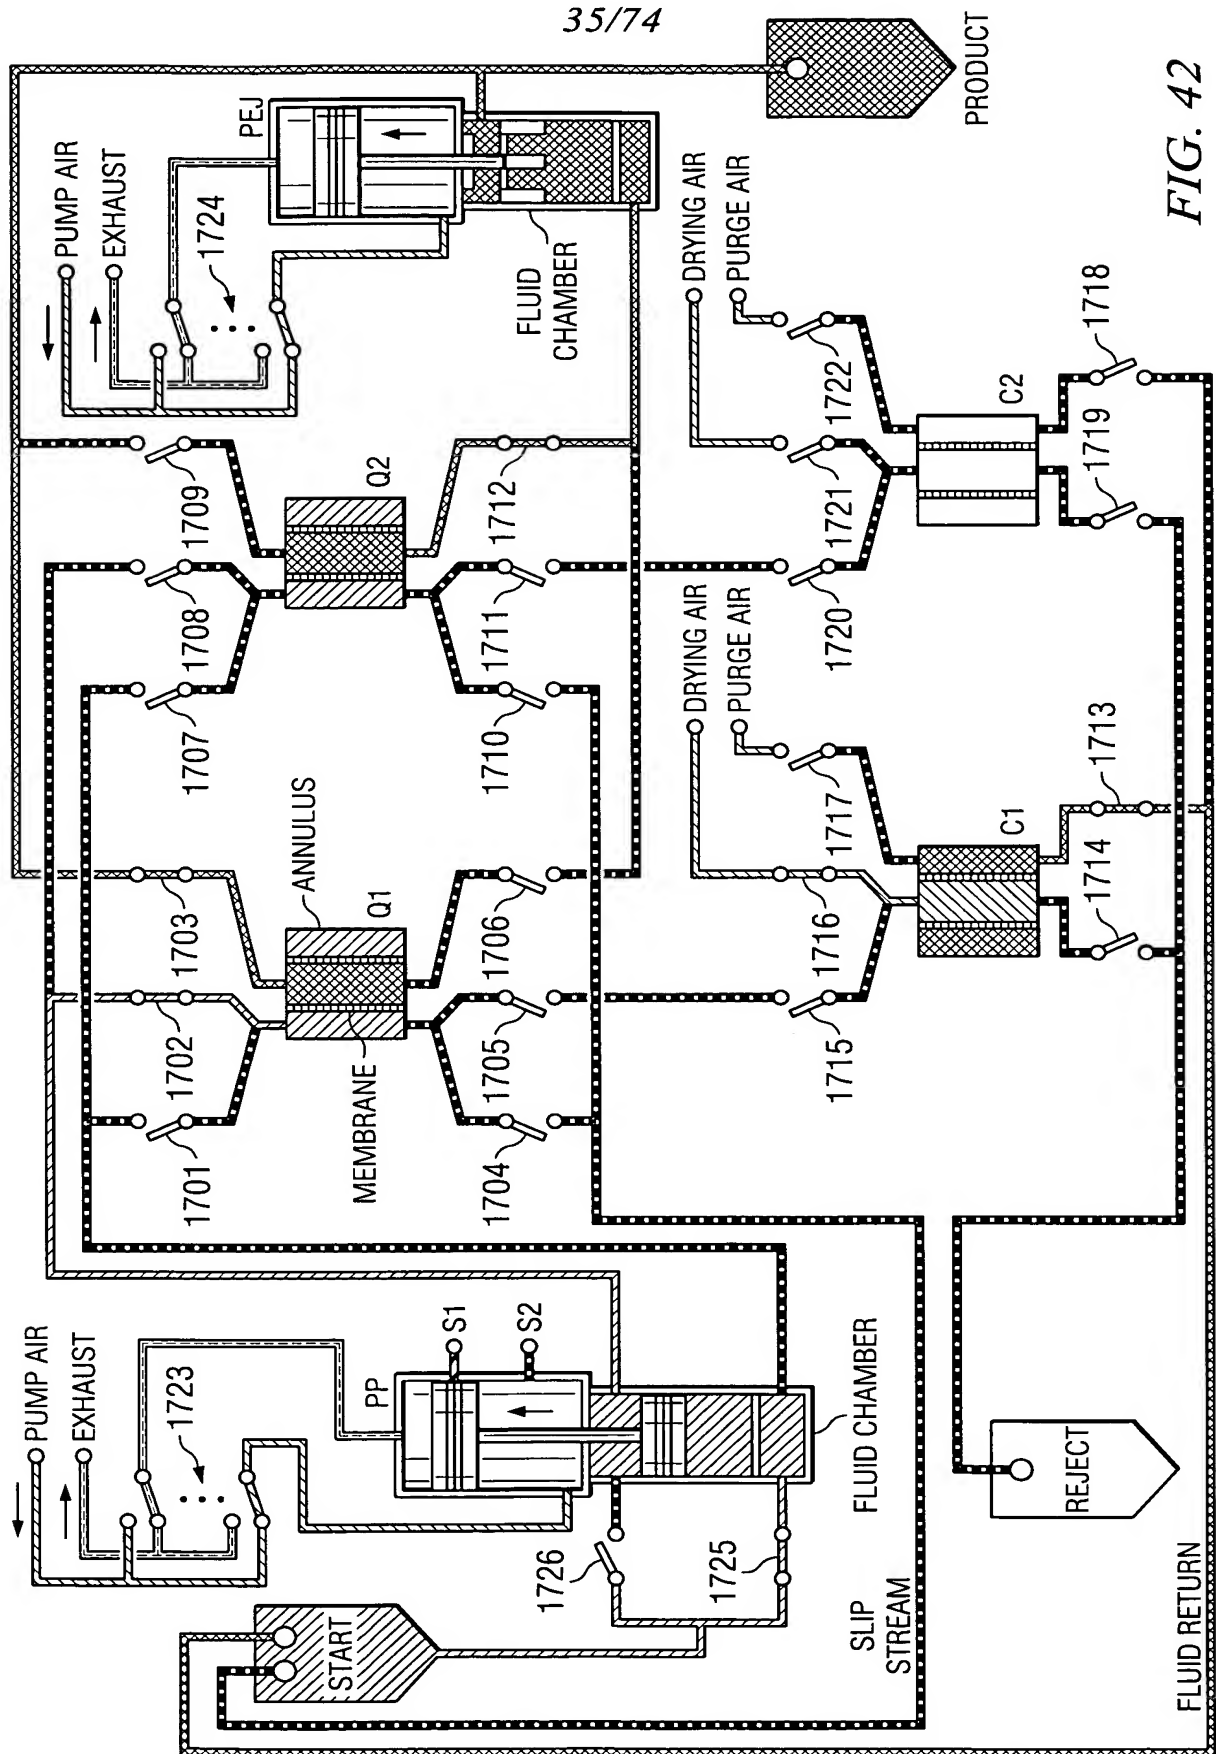 35/74
PUMP AIR
EXHAUST
1723
START
1726
1725
PP
S1
S2
FLUID CHAMBER
SLIP
STREAM
REJECT
FLUID RETURN
1701
1702
1703
ANNULUS
MEMBRANE
Q1
1704
1705
1706
1707
1708
1709
Q2
1710
1711
1712
PUMP AIR
EXHAUST
1724
PEJ
FLUID
CHAMBER
PRODUCT
DRYING AIR
PURGE AIR
1715
1716
1717
C1
1714
1713
DRYING AIR
PURGE AIR
1720
1721
1722
C2
1719
1718
FIG. 42